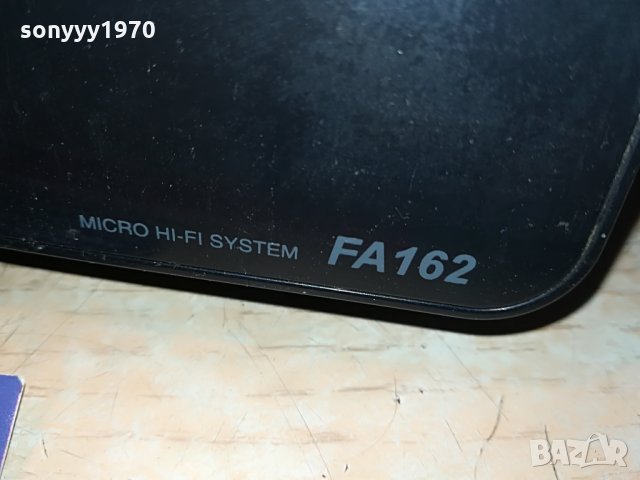 sonyyy1970
MICRO HI-FI SYSTEM FA162
BAZAR